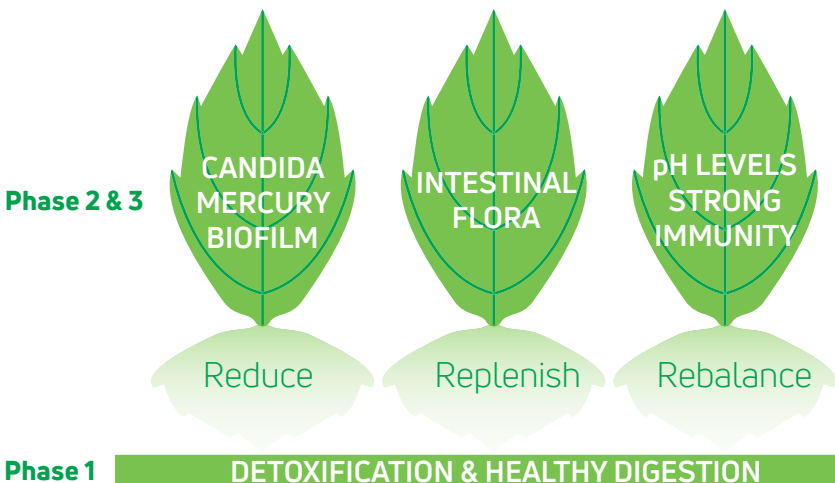 Phase 2 & 3
CANDIDA
MERCURY
BIOFILM
INTESTINAL
FLORA
pH LEVELS
STRONG
IMMUNITY
Reduce
Replenish
Rebalance
Phase 1
DETOXIFICATION & HEALTHY DIGESTION